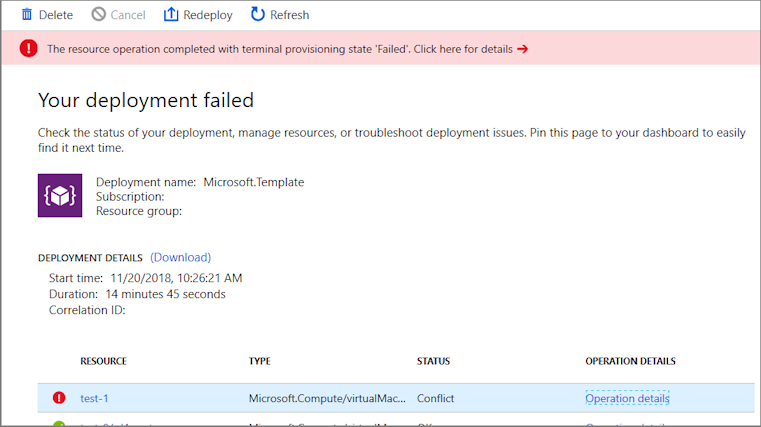 Delete Cancel Redeploy Refresh
The resource operation completed with terminal provisioning state 'Failed'. Click here for details →
Your deployment failed
Check the status of your deployment, manage resources, or troubleshoot deployment issues. Pin this page to your dashboard to easily
find it next time.
Deployment name: Microsoft.Template
Subscription:
Resource group:
DEPLOYMENT DETAILS (Download)
Start time: 11/20/2018, 10:26:21 AM
Duration: 14 minutes 45 seconds
Correlation ID:
RESOURCE TYPE STATUS OPERATION DETAILS
test-1 Microsoft.Compute/virtualMac... Conflict Operation details